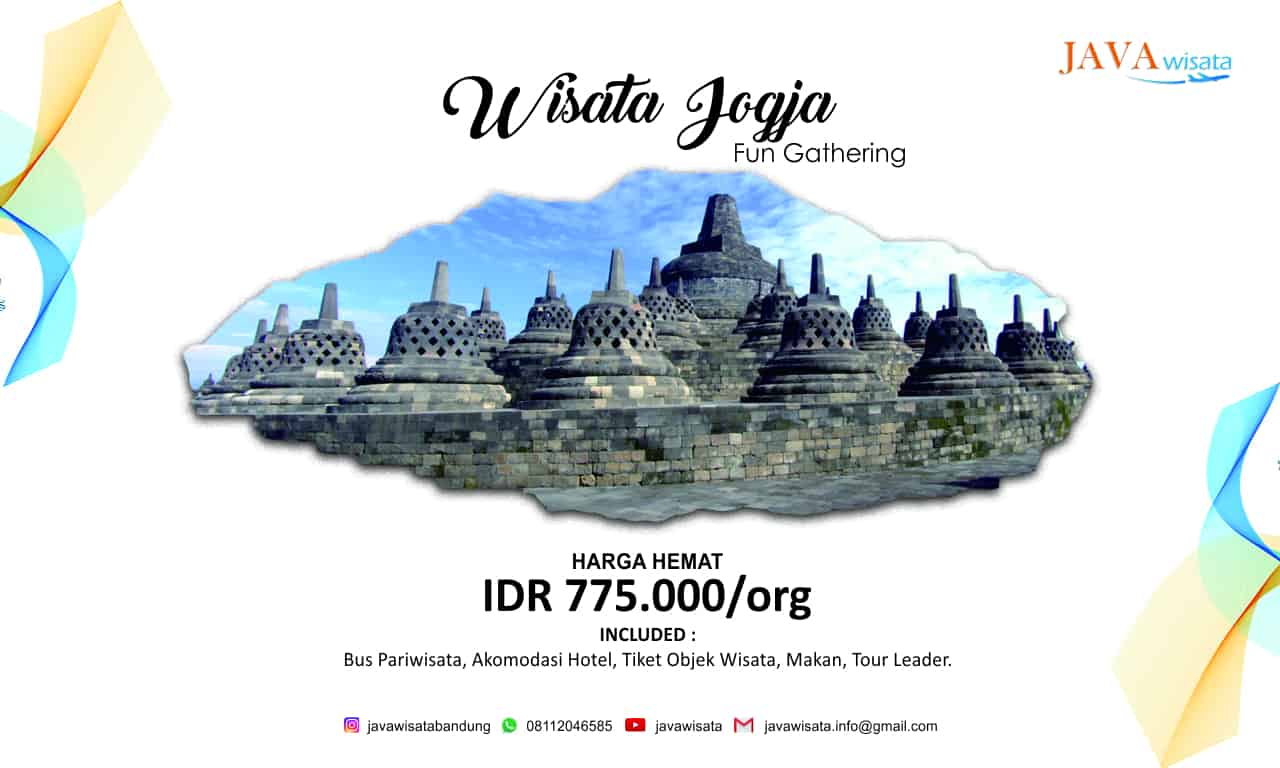 JAVA wisata
Wisata Jogja
Fun Gathering
HARGA HEMAT
IDR 775.000/org
INCLUDED :
Bus Pariwisata, Akomodasi Hotel, Tiket Objek Wisata, Makan, Tour Leader.
javawisatabandung 08112046585 javawisata javawisata.info@gmail.com